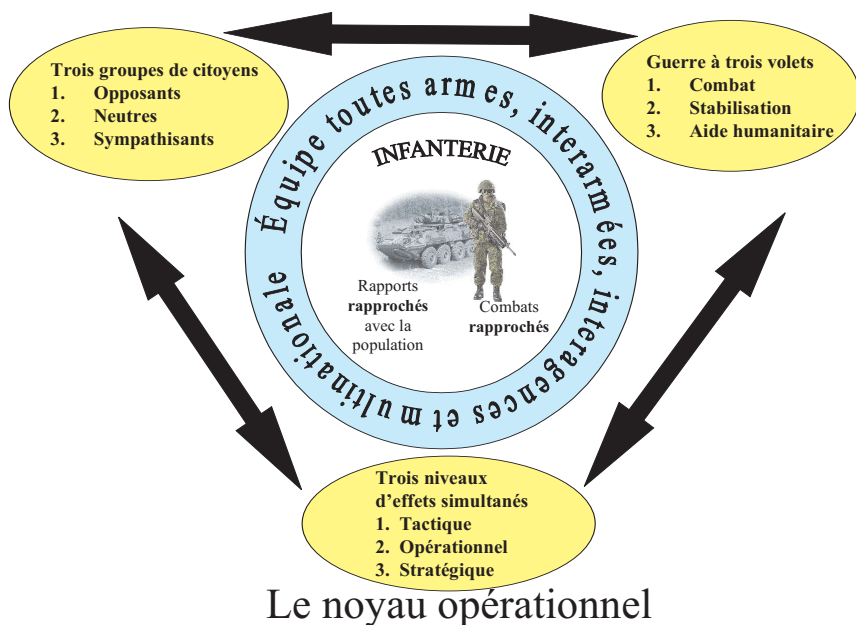 Trois groupes de citoyens
1. Opposants
2. Neutres
3. Sympathisants
Guerre à trois volets
1. Combat
2. Stabilisation
3. Aide humanitaire
Équipe toutes armes, interarmées, interagences et multinationale
INFANTERIE
Rapports
rapprochés
avec la
population
Combats
rapprochés
Trois niveaux
d'effets simultanés
1. Tactique
2. Opérationnel
3. Stratégique
Le noyau opérationnel